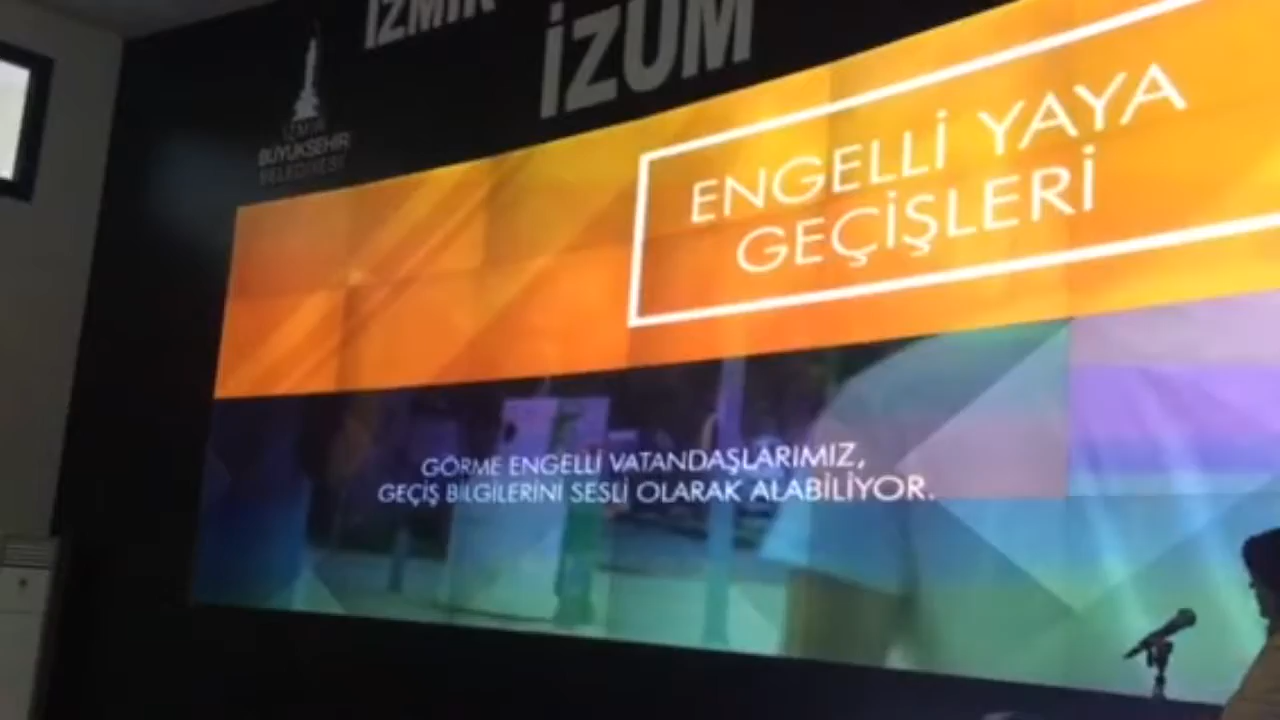 İZMİR
İZUM
İZMİR
BÜYÜKŞEHİR
BELEDİYESİ
ENGELLİ YAYA
GEÇİŞLERİ
GÖRME ENGELLİ VATANDAŞLARIMIZ,
GEÇİŞ BİLGİLERİNİ SESLİ OLARAK ALABİLİYOR.